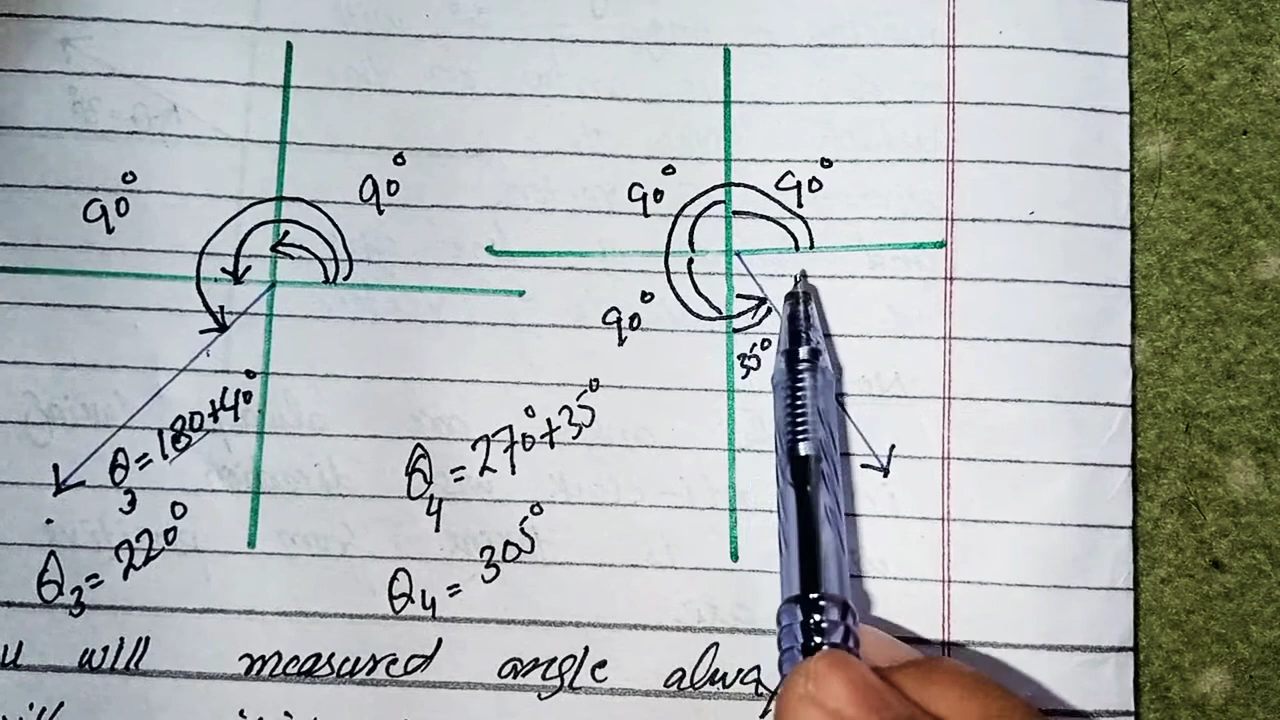 90° 90°
90° 90°
90°
35°
θ3=180+40°
θ3=220°
θ4=270°+35°
θ4=305°
will measured angle